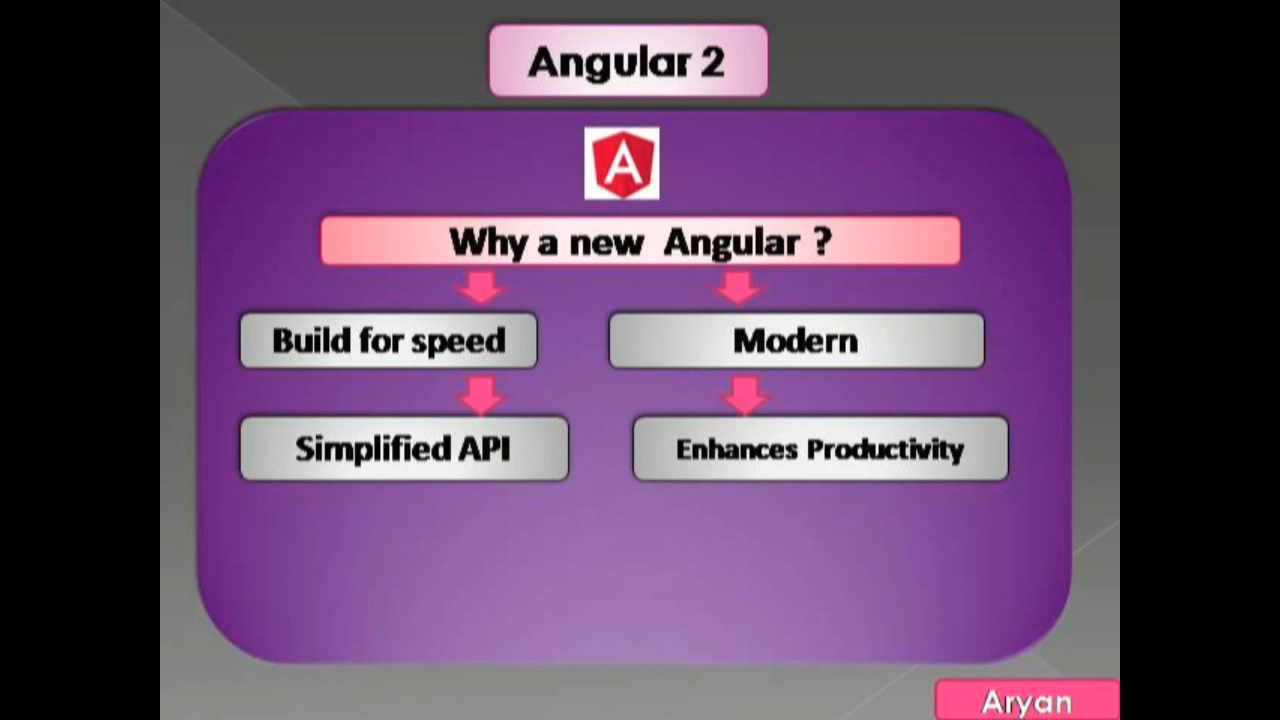 Angular 2
A
Why a new Angular ?
Build for speed
Modern
Simplified API
Enhances Productivity
Aryan